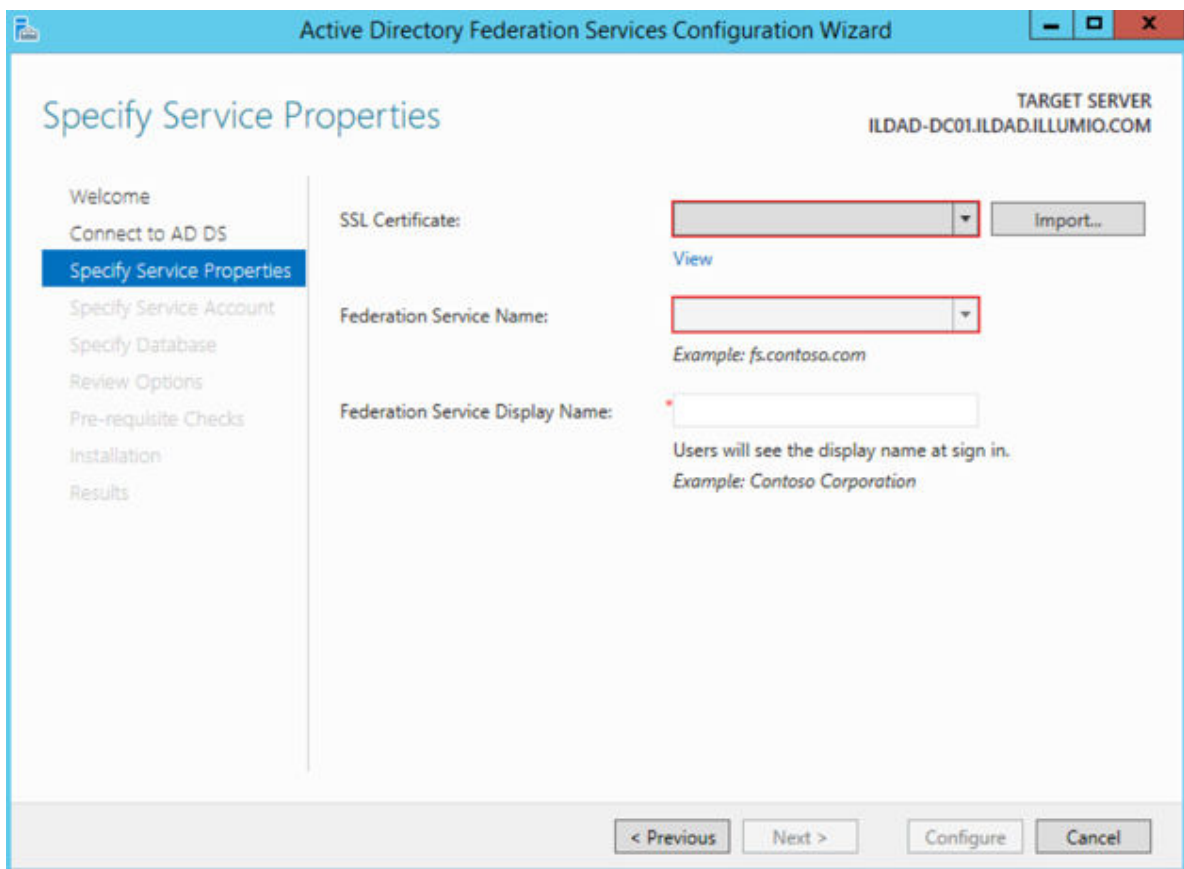 Active Directory Federation Services Configuration Wizard
Specify Service Properties
TARGET SERVER
ILDAD-DC01.ILDAD.ILLUMIO.COM
Welcome
Connect to AD DS
Specify Service Properties
Specify Service Account
Specify Database
Review Options
Pre-requisite Checks
Installation
Results
SSL Certificate:
Import...
View
Federation Service Name:
Example: fs.contoso.com
Federation Service Display Name:
*
Users will see the display name at sign in.
Example: Contoso Corporation
< Previous
Next >
Configure
Cancel